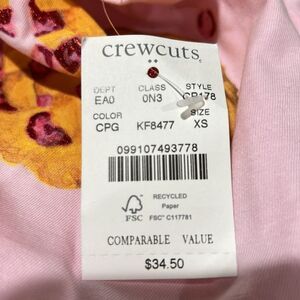 crewcuts
DEPT CLASS STYLE
EA0 0N3 CP178
COLOR SIZE
CPG KF8477 XS
099107493778
FSC
RECYCLED
Paper
FSC® C117781
COMPARABLE VALUE
$34.50